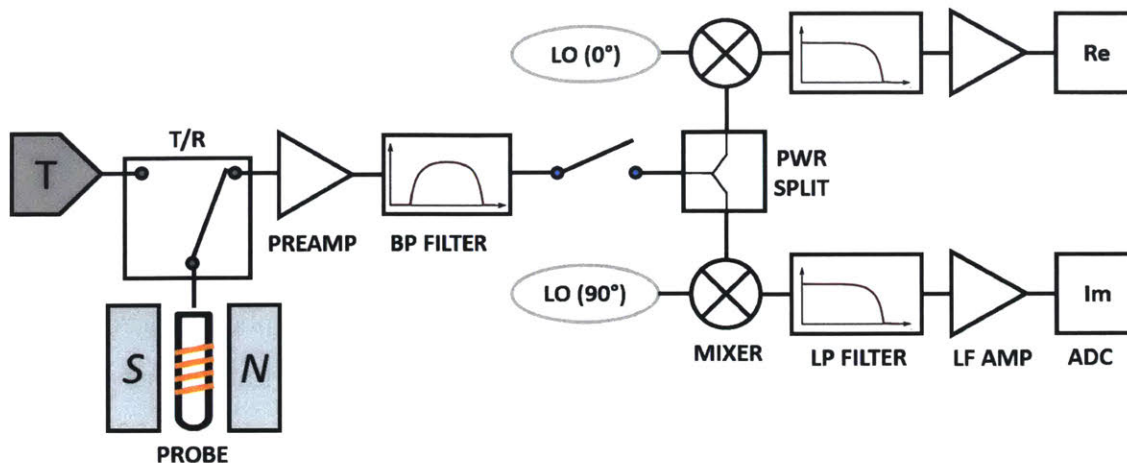 LO (0°)
Re
T/R
T
PWR
SPLIT
PREAMP
BP FILTER
LO (90°)
Im
MIXER
LP FILTER
LF AMP
ADC
S
N
PROBE